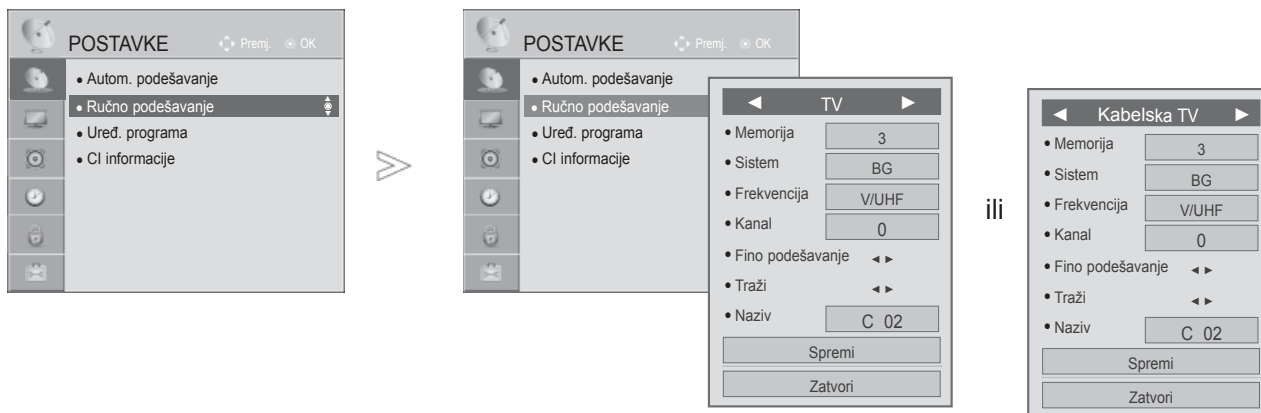 POSTAVKE Premj. OK
• Autom. podešavanje
• Ručno podešavanje
• Uređ. programa
• CI informacije
POSTAVKE Premj. OK
• Autom. podešavanje
• Ručno podešavanje
• Uređ. programa
• CI informacije
◄ TV ►
• Memorija 3
• Sistem BG
• Frekvencija V/UHF
• Kanal 0
• Fino podešavanje ◄ ►
• Traži ◄ ►
• Naziv C 02
Spremi
Zatvori
ili
◄ Kabelska TV ►
• Memorija 3
• Sistem BG
• Frekvencija V/UHF
• Kanal 0
• Fino podešavanje ◄ ►
• Traži ◄ ►
• Naziv C 02
Spremi
Zatvori